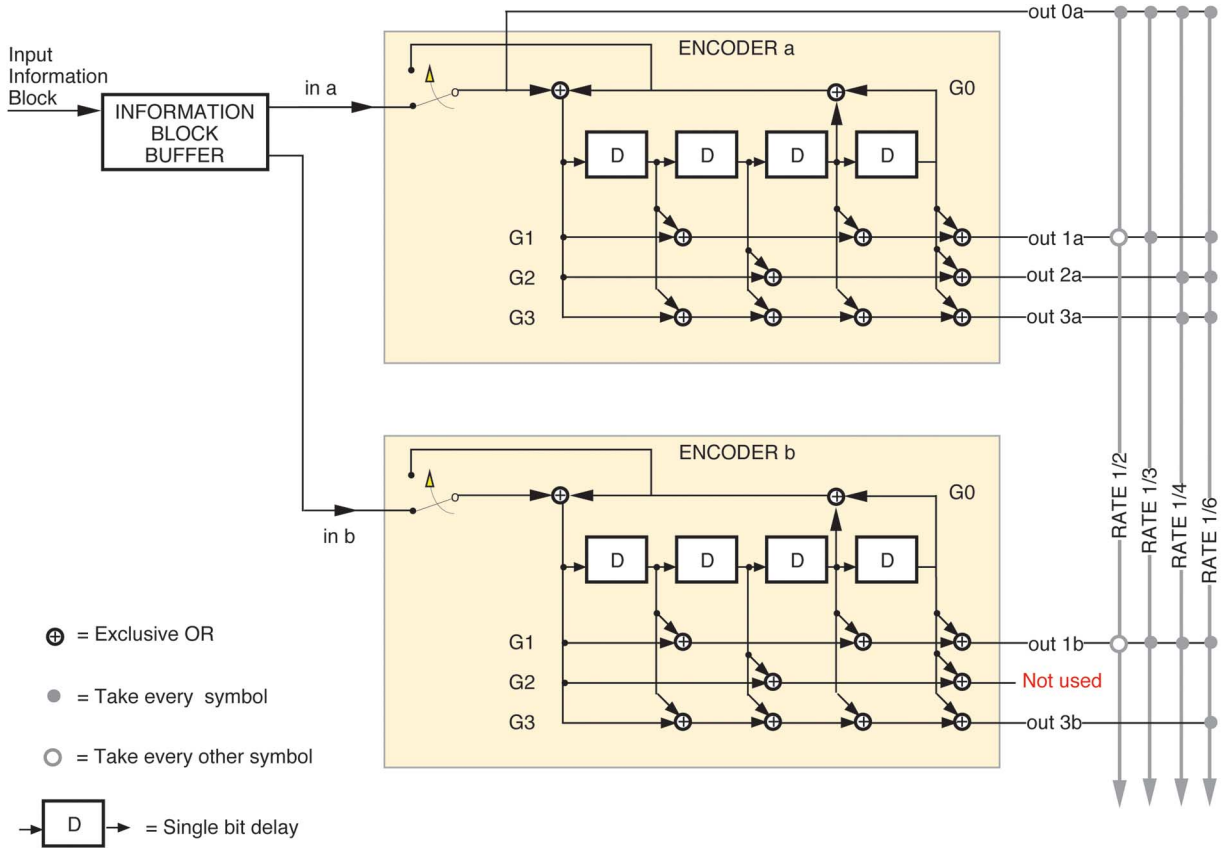 out 0a
Input
Information
Block
in a
INFORMATION
BLOCK
BUFFER
ENCODER a
G0
D D D D
G1
out 1a
G2
out 2a
G3
out 3a
in b
ENCODER b
G0
D D D D
G1
out 1b
G2
Not used
G3
out 3b
RATE 1/2
RATE 1/3
RATE 1/4
RATE 1/6
= Exclusive OR
= Take every symbol
= Take every other symbol
D = Single bit delay